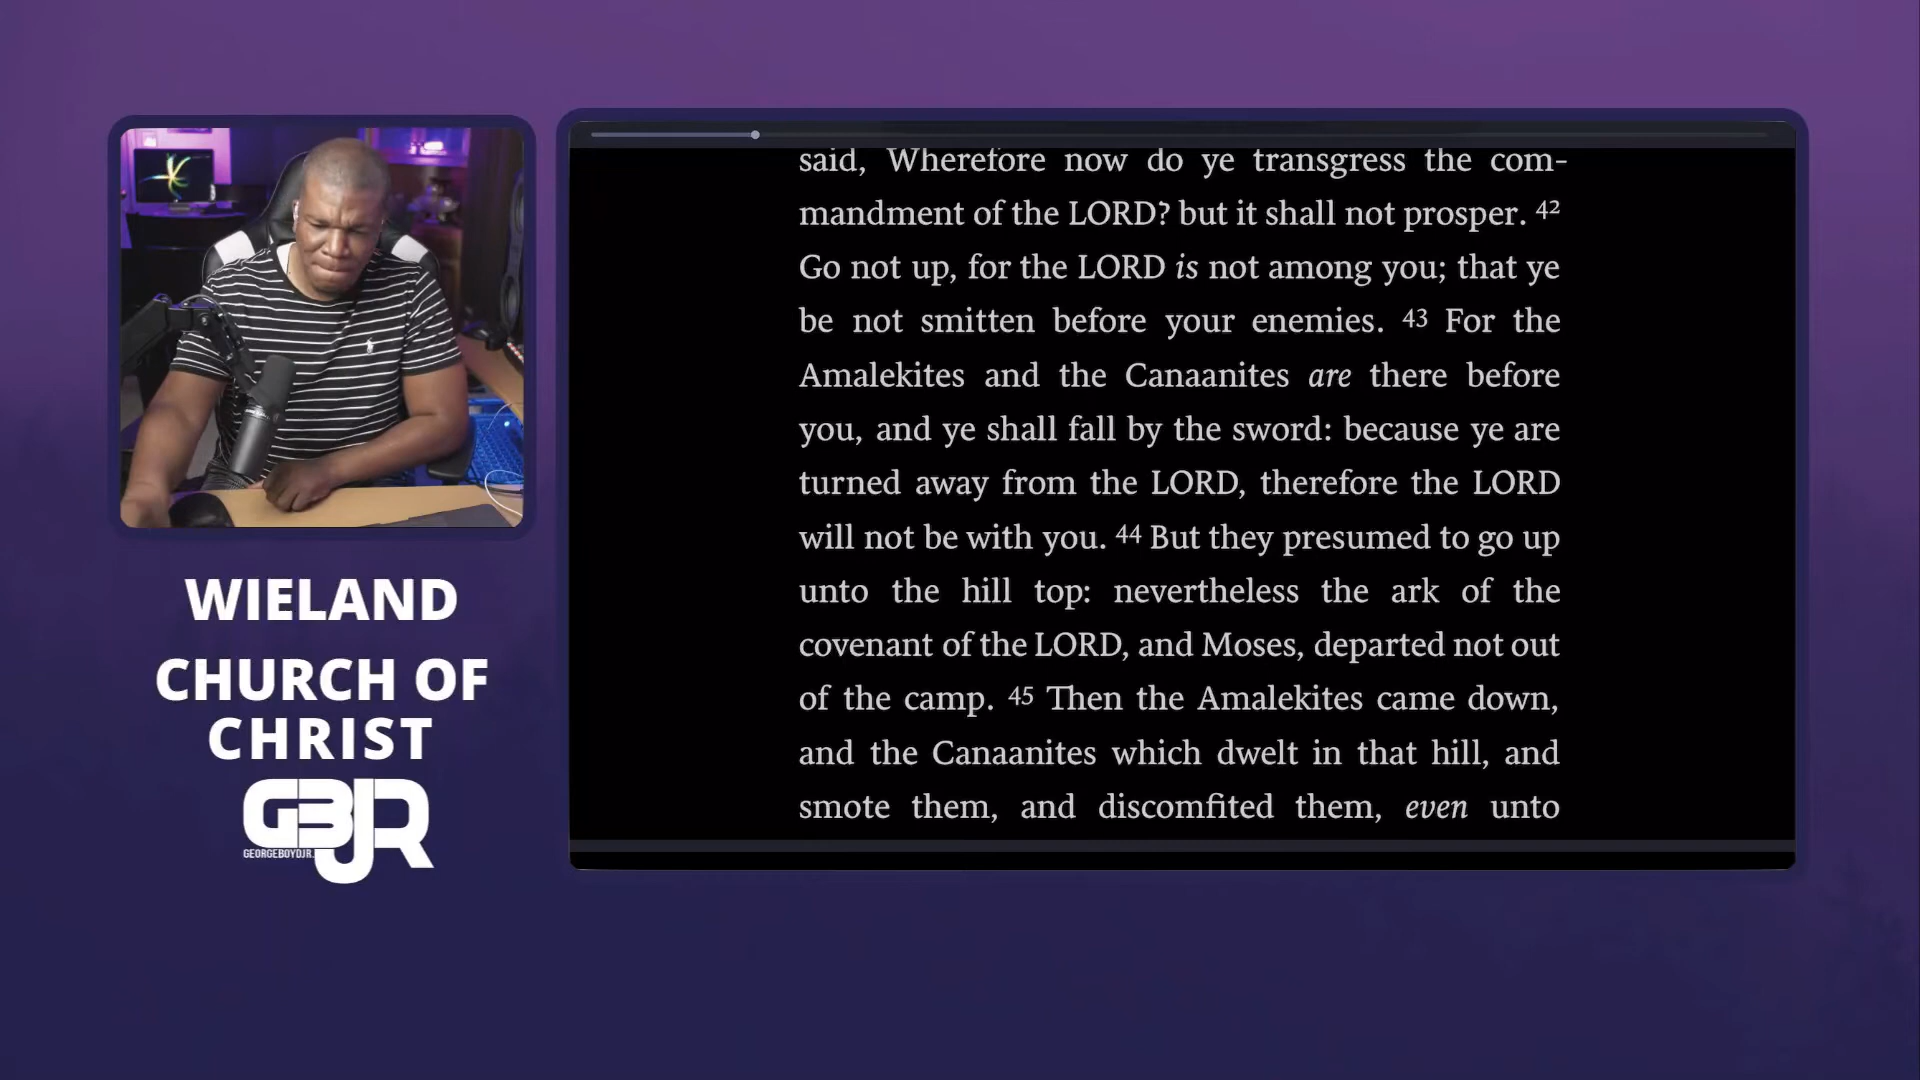 WIELAND
CHURCH OF
CHRIST
GBJR
GEORGEBOYDJR.
said, Wherefore now do ye transgress the com-
mandment of the LORD? but it shall not prosper. 42
Go not up, for the LORD is not among you; that ye
be not smitten before your enemies. 43 For the
Amalekites and the Canaanites are there before
you, and ye shall fall by the sword: because ye are
turned away from the LORD, therefore the LORD
will not be with you. 44 But they presumed to go up
unto the hill top: nevertheless the ark of the
covenant of the LORD, and Moses, departed not out
of the camp. 45 Then the Amalekites came down,
and the Canaanites which dwelt in that hill, and
smote them, and discomfited them, even unto